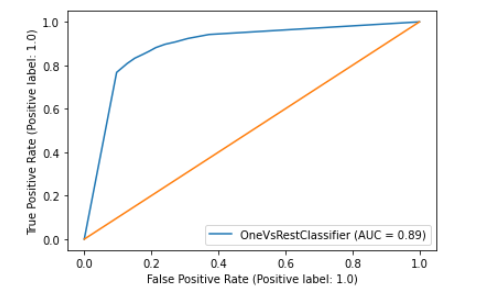 True Positive Rate (Positive label: 1.0)
1.0
0.8
0.6
0.4
0.2
0.0
OneVsRestClassifier (AUC = 0.89)
0.0 0.2 0.4 0.6 0.8 1.0
False Positive Rate (Positive label: 1.0)